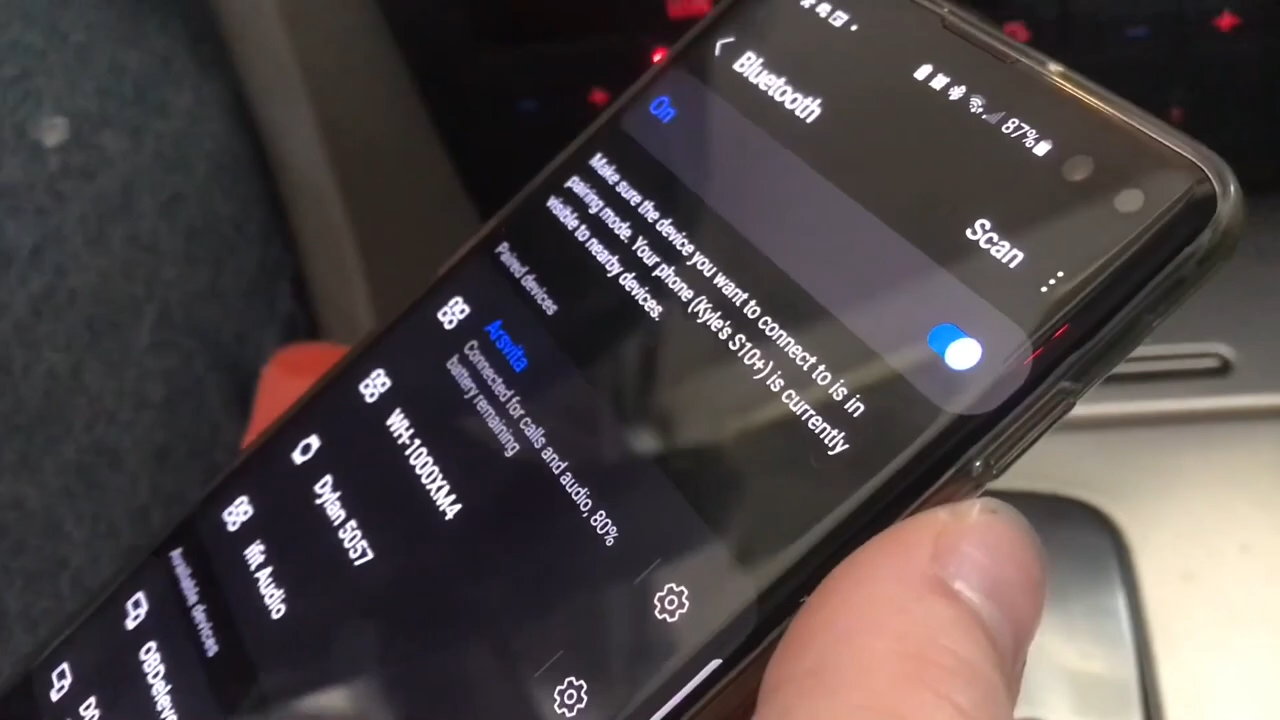 87%
Bluetooth
Scan
On
Make sure the device you want to connect to is in
pairing mode. Your phone (Kyle's S10+) is currently
visible to nearby devices.
Paired devices
Arsvita
Connected for calls and audio, 80%
battery remaining
WH-1000XM4
Dylan 5057
ifit Audio
Available devices
OBDeleve